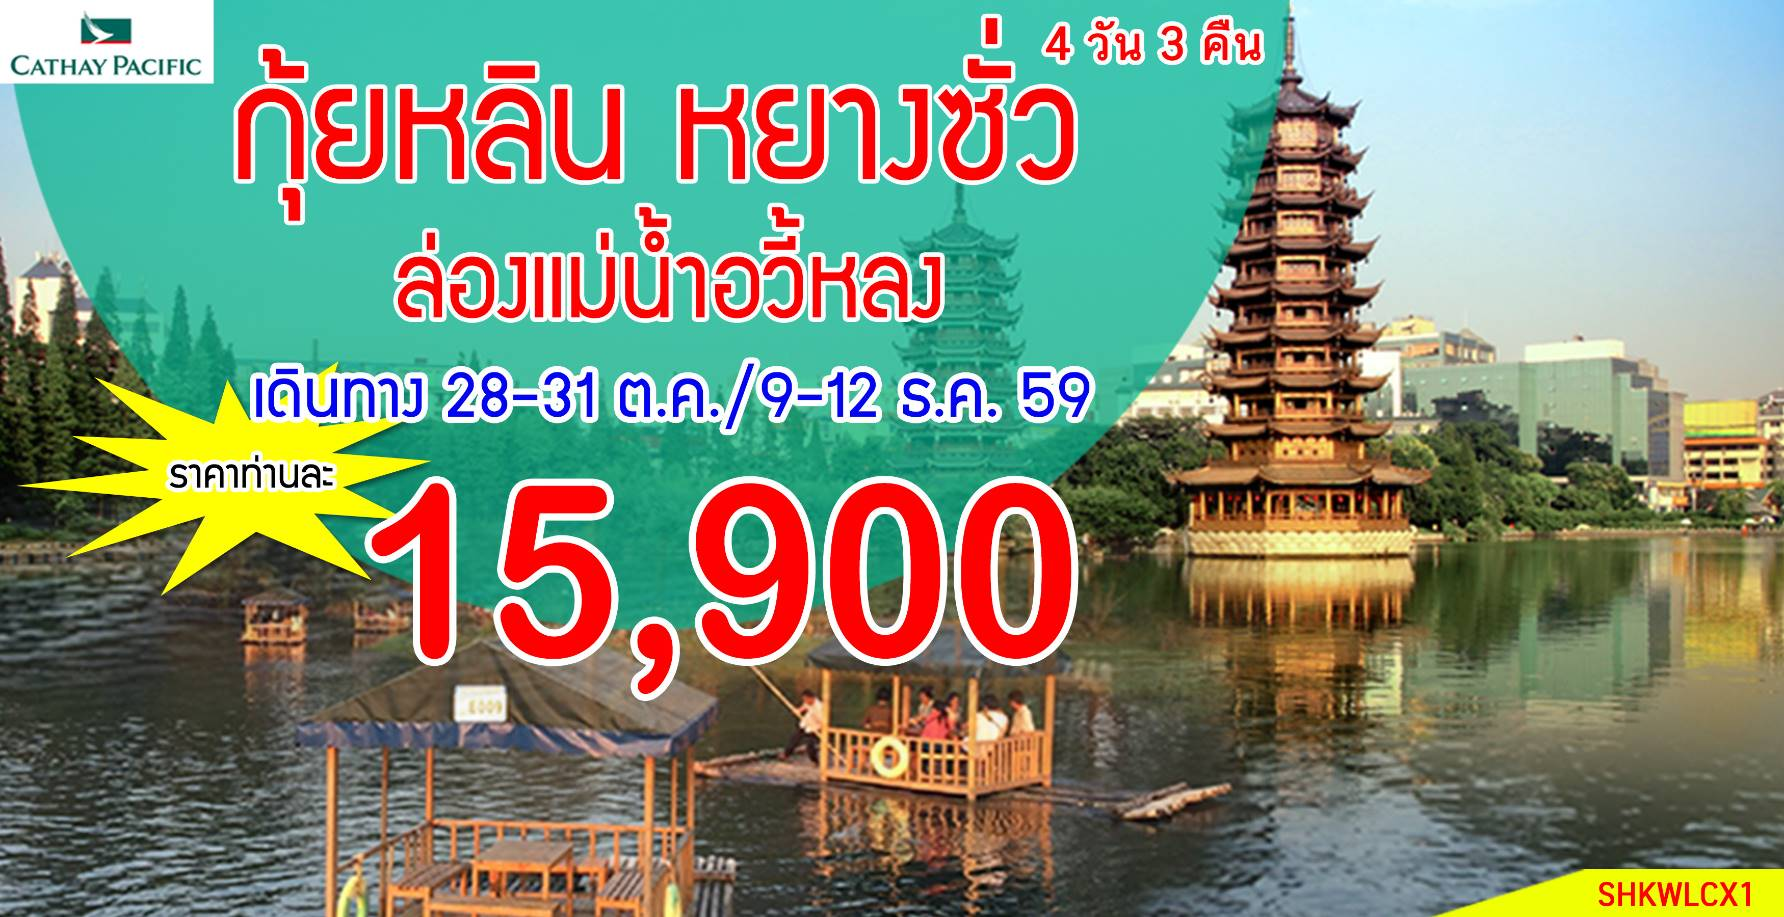 CATHAY PACIFIC
4 วัน 3 คืน
กุ้ยหลิน หยางซั่ว
ล่องแม่น้ำอวี้หลง
เดินทาง 28-31 ต.ค./9-12 ธ.ค. 59
ราคาท่านละ
15,900
SHKWLCX1